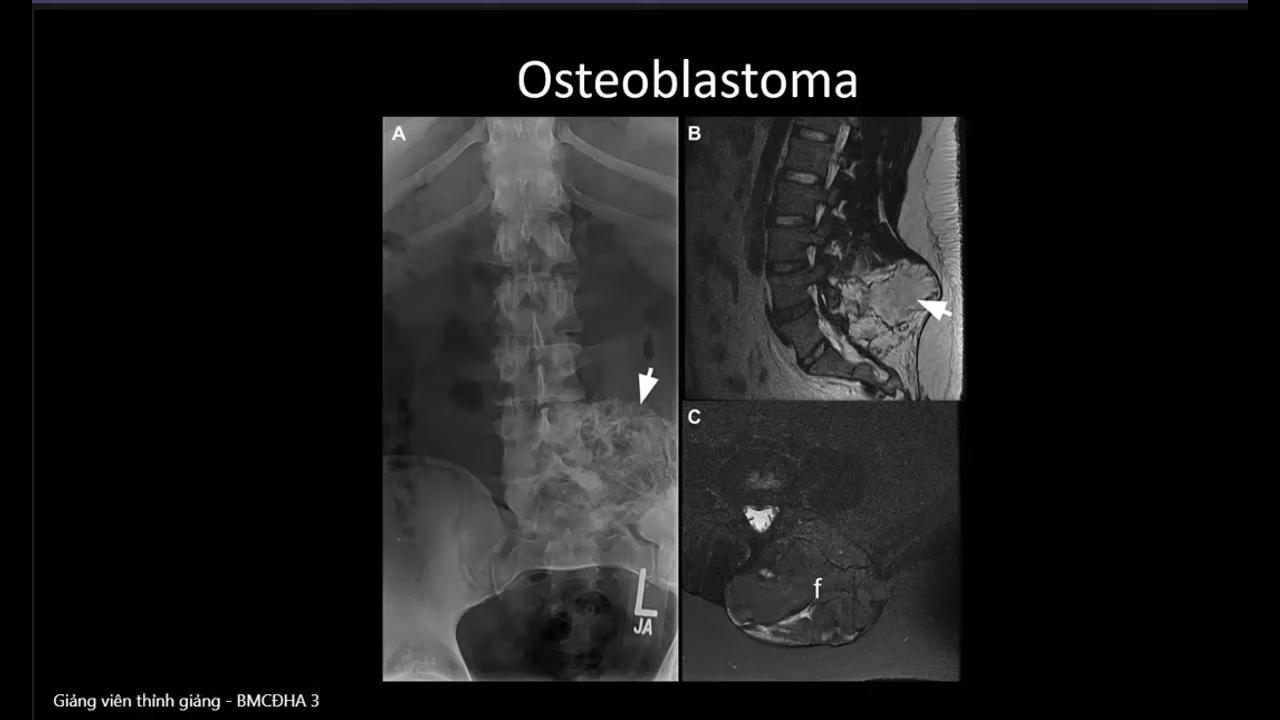 Osteoblastoma
A
B
L
JA
C
f
Giảng viên thỉnh giảng - BMCĐHA 3